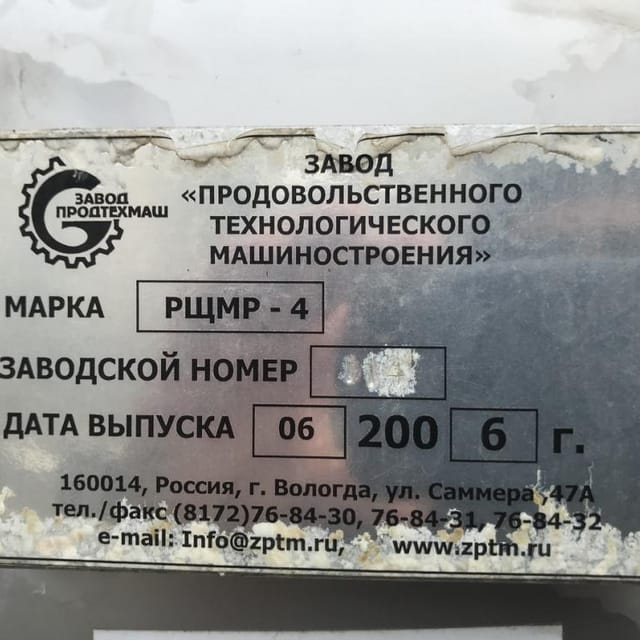 ЗАВОД
ПРОДТЕХМАШ
ЗАВОД
«ПРОДОВОЛЬСТВЕННОГО
ТЕХНОЛОГИЧЕСКОГО
МАШИНОСТРОЕНИЯ»
МАРКА РЩМР - 4
ЗАВОДСКОЙ НОМЕР
ДАТА ВЫПУСКА 06 200 6 г.
160014, Россия, г. Вологда, ул. Саммера ,47А
тел./факс (8172)76-84-30, 76-84-31, 76-84-32
e-mail: Info@zptm.ru, www.zptm.ru